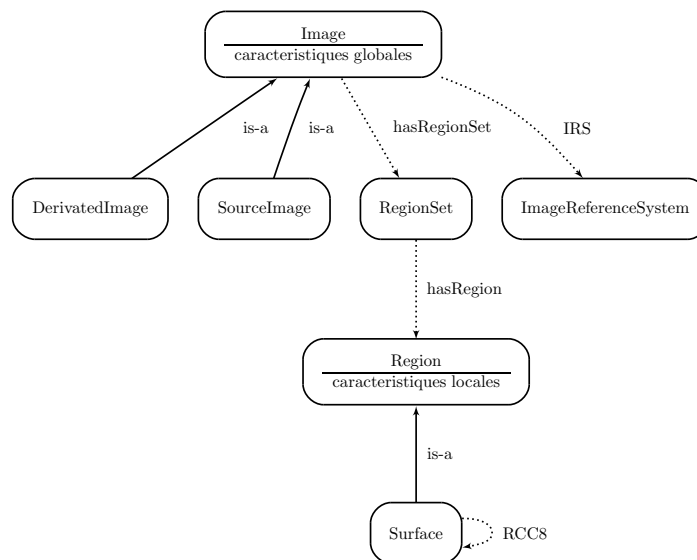 Image
caracteristiques globales
is-a
is-a
hasRegionSet
IRS
DerivatedImage
SourceImage
RegionSet
ImageReferenceSystem
hasRegion
Region
caracteristiques locales
is-a
Surface
RCC8